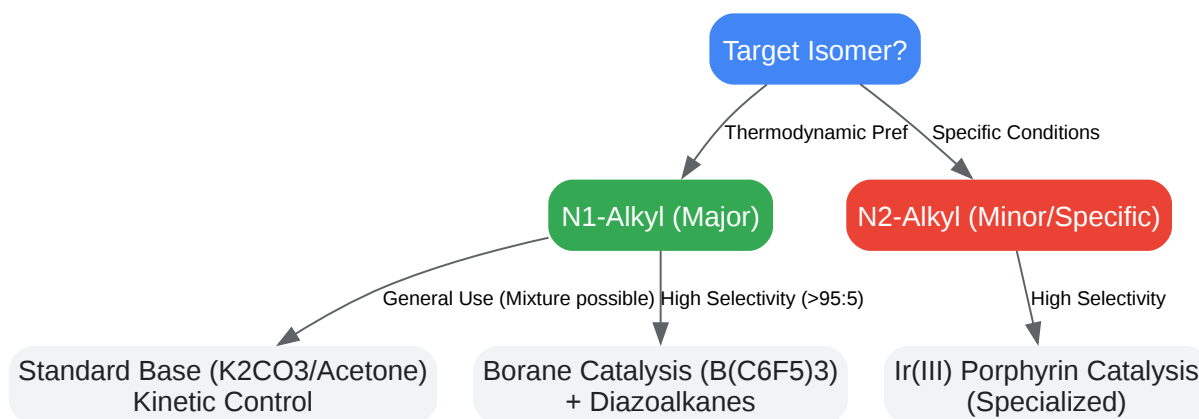 Target Isomer?
Thermodynamic Pref
Specific Conditions
N1-Alkyl (Major)
N2-Alkyl (Minor/Specific)
General Use (Mixture possible)
High Selectivity (>95:5)
High Selectivity
Standard Base (K2CO3/Acetone)
Kinetic Control
Borane Catalysis (B(C6F5)3)
+ Diazoalkanes
Ir(III) Porphyrin Catalysis
(Specialized)